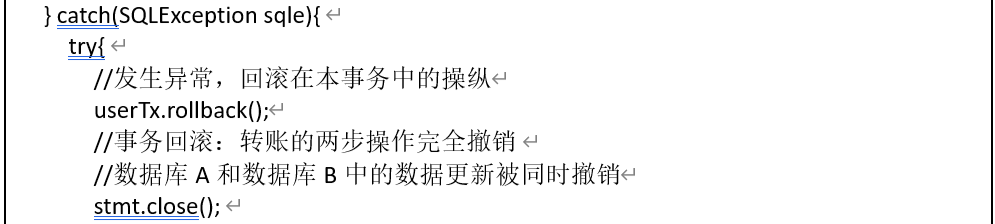 } catch(SQLException sqle){
try{
//发生异常，回滚在本事务中的操纵
userTx.rollback();
//事务回滚：转账的两步操作完全撤销
//数据库 A 和数据库 B 中的数据更新被同时撤销
stmt.close();